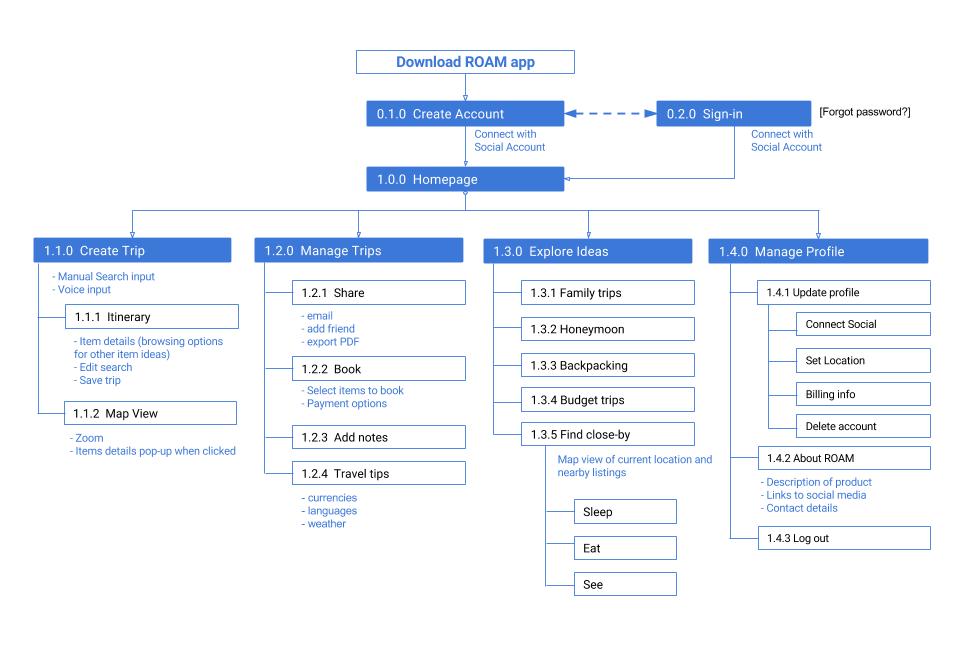 Download ROAM app
0.1.0 Create Account
0.2.0 Sign-in
[Forgot password?]
Connect with
Social Account
Connect with
Social Account
1.0.0 Homepage
1.1.0 Create Trip
- Manual Search input
- Voice input
1.1.1 Itinerary
- Item details (browsing options
for other item ideas)
- Edit search
- Save trip
1.1.2 Map View
- Zoom
- Items details pop-up when clicked
1.2.0 Manage Trips
1.2.1 Share
- email
- add friend
- export PDF
1.2.2 Book
- Select items to book
- Payment options
1.2.3 Add notes
1.2.4 Travel tips
- currencies
- languages
- weather
1.3.0 Explore Ideas
1.3.1 Family trips
1.3.2 Honeymoon
1.3.3 Backpacking
1.3.4 Budget trips
1.3.5 Find close-by
Map view of current location and
nearby listings
Sleep
Eat
See
1.4.0 Manage Profile
1.4.1 Update profile
Connect Social
Set Location
Billing info
Delete account
1.4.2 About ROAM
- Description of product
- Links to social media
- Contact details
1.4.3 Log out